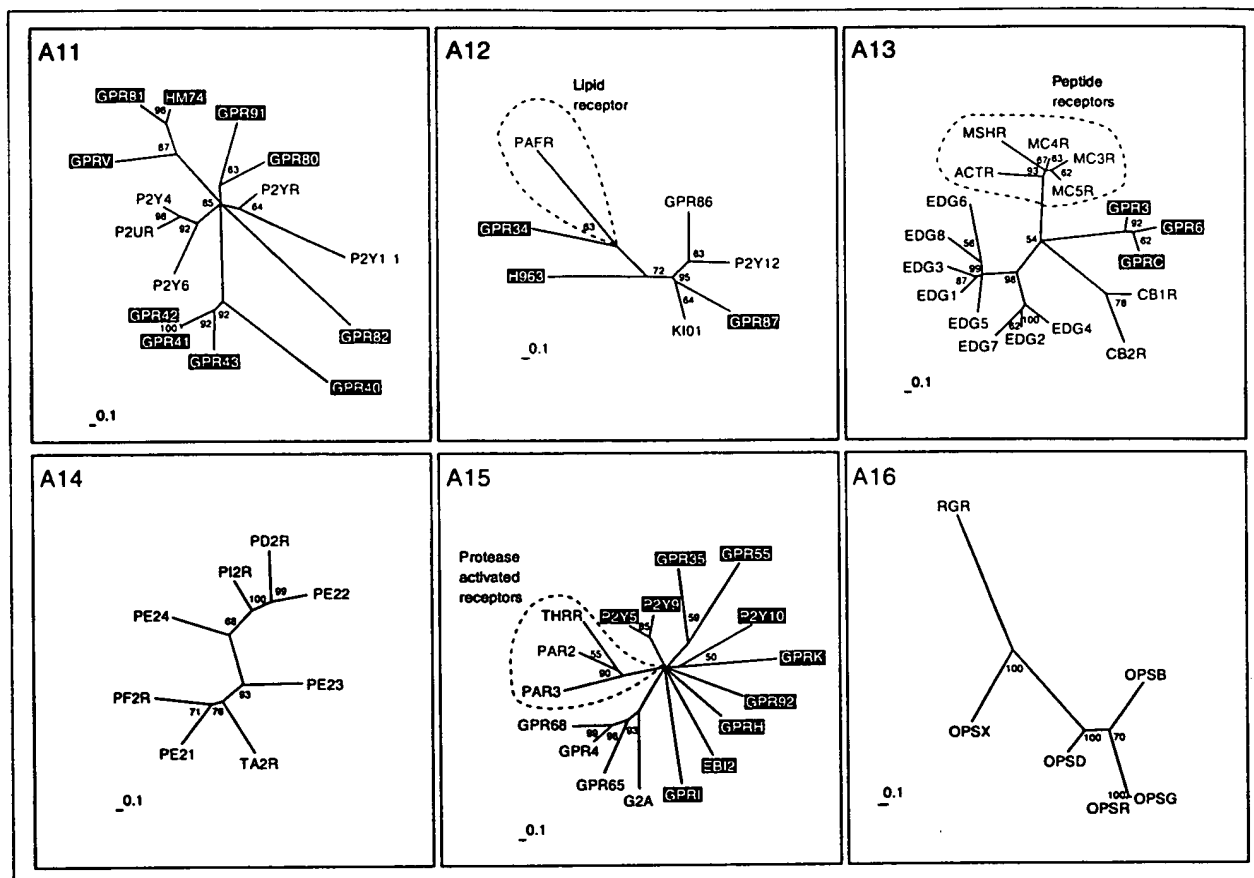 A11
GPR81 HM74
GPR91
96
87
GPRV
63
GPR80
P2Y4
65
P2YR
64
98
P2UR
92
P2Y1 1
P2Y6
GPR42
92
100
92
GPR41
GPR82
GPR43
GPR40
0.1
A12
Lipid
receptor
PAFR
GPR86
63
GPR34
83
P2Y12
H963
72
95
64
GPR87
KI01
0.1
A13
Peptide
receptors
MSHR
MC4R
67 63
MC3R
93
62
ACTR
MC5R
EDG6
GPR3
92
GPR6
EDG8
54
62
56
GPRC
EDG3
99
98
87
EDG1
CB1R
78
EDG5
100
EDG4
62
EDG2
EDG7
CB2R
0.1
A14
PD2R
PI2R
99
100
PE22
PE24
68
PE23
93
PF2R
71 76
PE21
TA2R
0.1
A15
GPR35
GPR55
Protease
activated
receptors
P2Y9
THRR
P2Y5
P2Y10
95
59
PAR2
55
50
GPRK
90
PAR3
GPR92
GPR68
GPRH
99
96
93
GPR4
EBI2
GPR65
G2A
GPRI
0.1
A16
RGR
100
OPSB
OPSX
100
70
OPSD
100
OPSG
OPSR
0.1